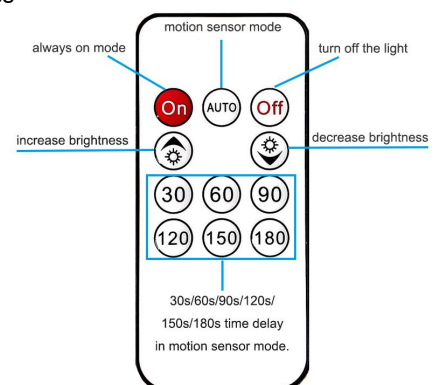 motion sensor mode
always on mode
turn off the light
On AUTO Off
increase brightness
decrease brightness
30 60 90
120 150 180
30s/60s/90s/120s/
150s/180s time delay
in motion sensor mode.